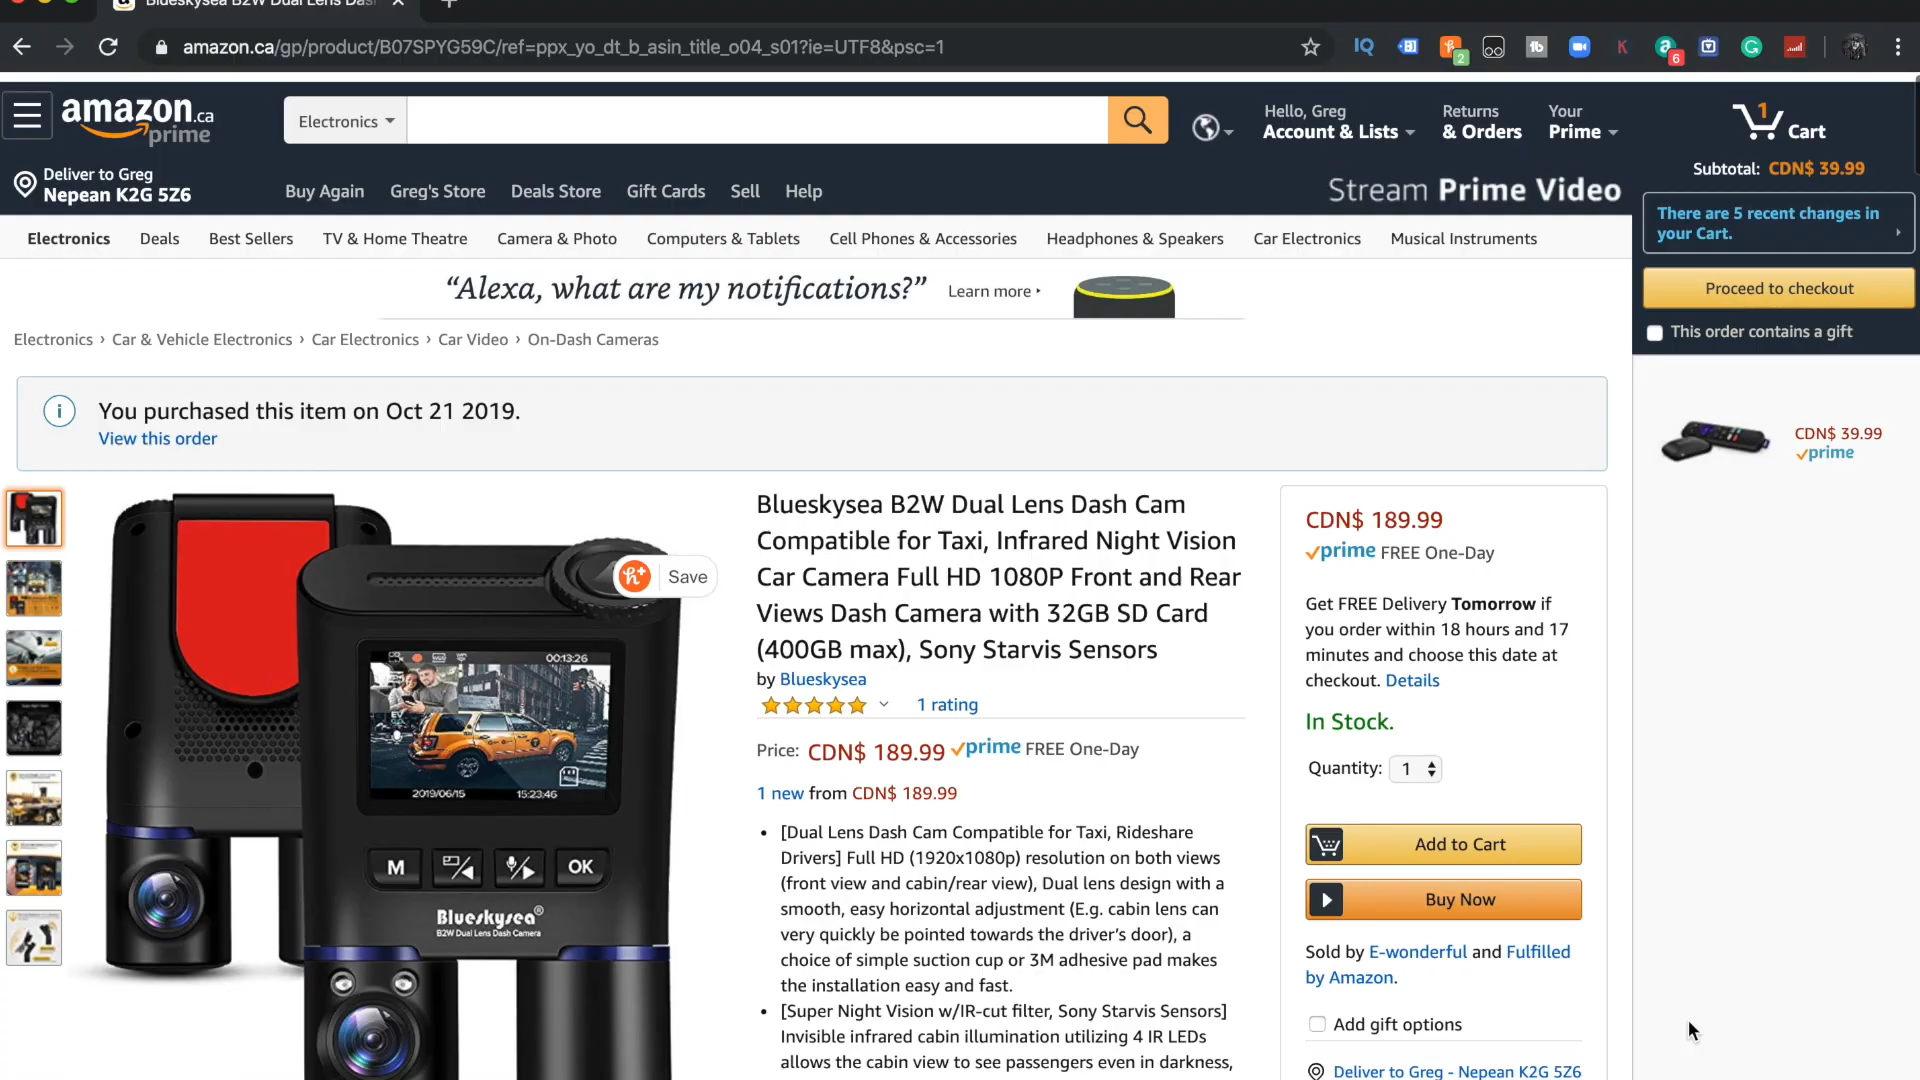 Blueskysea B2W Dual Lens Dash
amazon.ca/gp/product/B07SPYG59C/ref=ppx_yo_dt_b_asin_title_o04_s01?ie=UTF8&psc=1
IQ
2
tb
K
6
amazon.ca
prime
Electronics
Hello, Greg
Account & Lists
Returns
& Orders
Your
Prime
1
Cart
Deliver to Greg
Nepean K2G 5Z6
Buy Again
Greg's Store
Deals Store
Gift Cards
Sell
Help
Stream Prime Video
Subtotal: CDN$ 39.99
There are 5 recent changes in
your Cart.
Proceed to checkout
This order contains a gift
CDN$ 39.99
prime
Electronics
Deals
Best Sellers
TV & Home Theatre
Camera & Photo
Computers & Tablets
Cell Phones & Accessories
Headphones & Speakers
Car Electronics
Musical Instruments
“Alexa, what are my notifications?”
Learn more
Electronics › Car & Vehicle Electronics › Car Electronics › Car Video › On-Dash Cameras
You purchased this item on Oct 21 2019.
View this order
Save
00:13:26
2019/06/15
15:23:46
M
OK
Blueskysea®
B2W Dual Lens Dash Camera
Blueskysea B2W Dual Lens Dash Cam
Compatible for Taxi, Infrared Night Vision
Car Camera Full HD 1080P Front and Rear
Views Dash Camera with 32GB SD Card
(400GB max), Sony Starvis Sensors
by Blueskysea
1 rating
Price: CDN$ 189.99 prime FREE One-Day
1 new from CDN$ 189.99
• [Dual Lens Dash Cam Compatible for Taxi, Rideshare
Drivers] Full HD (1920x1080p) resolution on both views
(front view and cabin/rear view), Dual lens design with a
smooth, easy horizontal adjustment (E.g. cabin lens can
very quickly be pointed towards the driver’s door), a
choice of simple suction cup or 3M adhesive pad makes
the installation easy and fast.
• [Super Night Vision w/IR-cut filter, Sony Starvis Sensors]
Invisible infrared cabin illumination utilizing 4 IR LEDs
allows the cabin view to see passengers even in darkness,
CDN$ 189.99
prime FREE One-Day
Get FREE Delivery Tomorrow if
you order within 18 hours and 17
minutes and choose this date at
checkout. Details
In Stock.
Quantity: 1
Add to Cart
Buy Now
Sold by E-wonderful and Fulfilled
by Amazon.
Add gift options
Deliver to Greg - Nepean K2G 5Z6